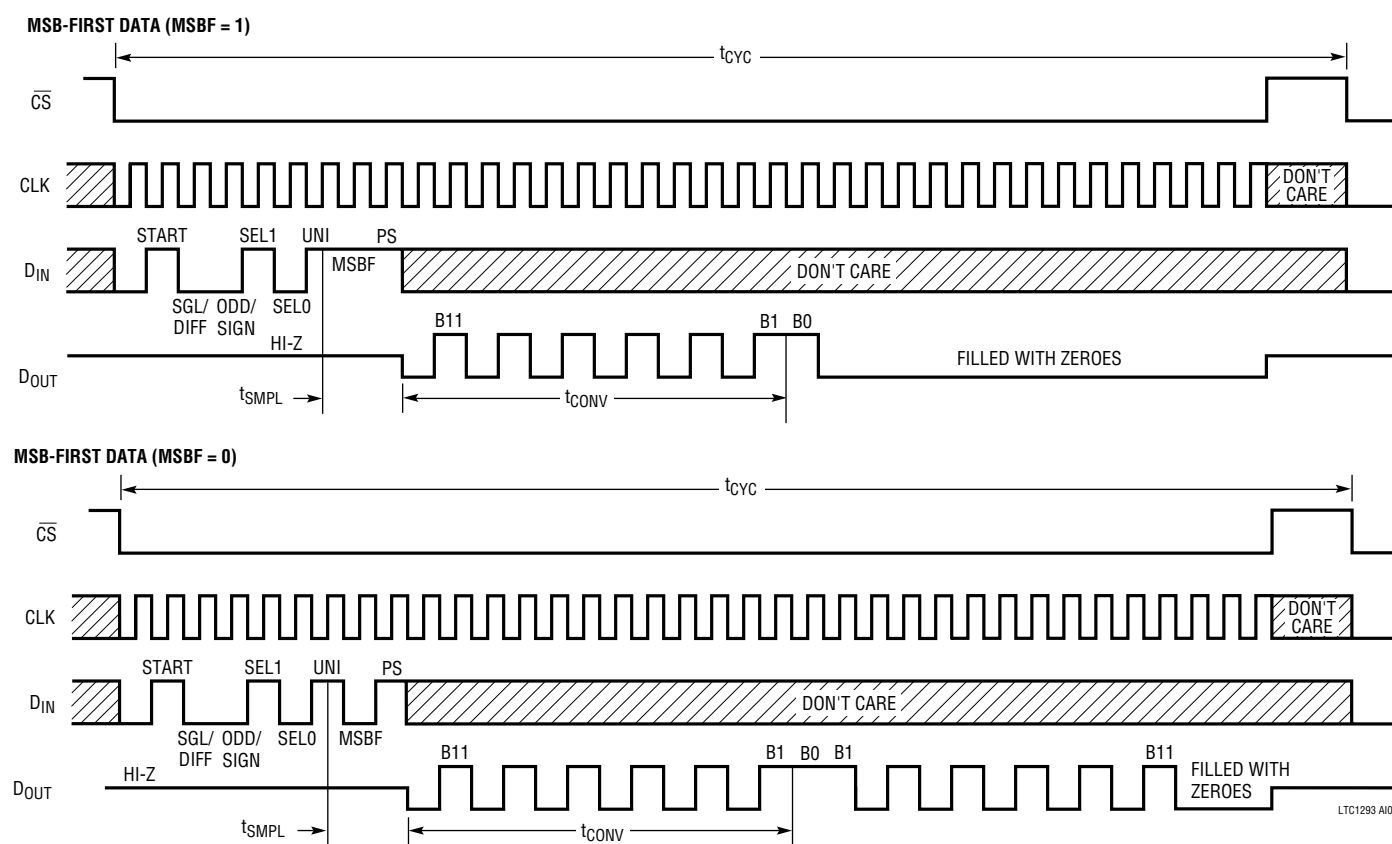 MSB-FIRST DATA (MSBF = 1)
tCYC
CS
CLK
DON'T
CARE
START SEL1 UNI PS
DIN
MSBF
DON'T CARE
SGL/ ODD/ SEL0
DIFF SIGN
B11 B1 B0
HI-Z
FILLED WITH ZEROES
DOUT
tSMPL
tCONV
MSB-FIRST DATA (MSBF = 0)
tCYC
CS
CLK
DON'T
CARE
START SEL1 UNI PS
DIN
DON'T CARE
SGL/ ODD/ SEL0 MSBF
DIFF SIGN
B11 B1 B0 B1 B11
HI-Z
FILLED WITH
ZEROES
DOUT
LTC1293 AI0
tSMPL
tCONV